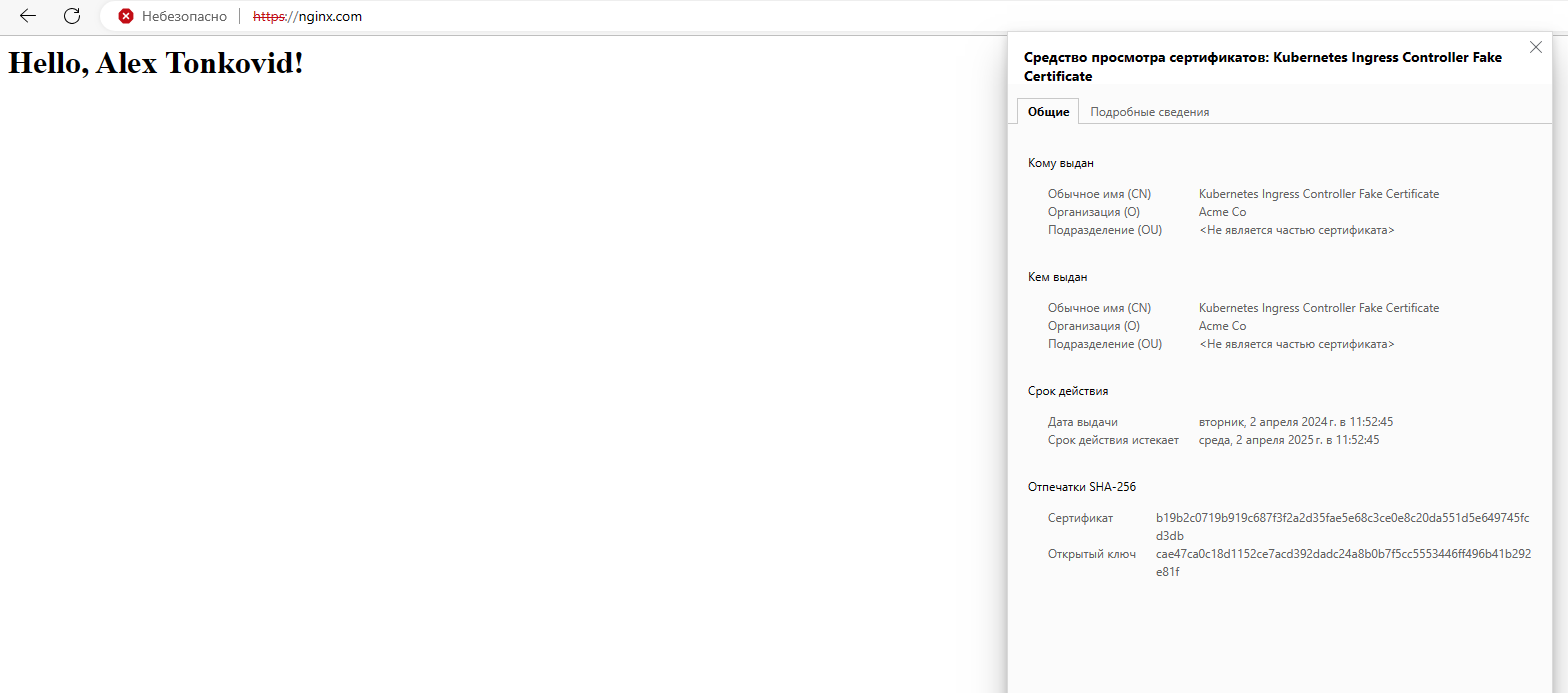 Небезопасно https://nginx.com
Hello, Alex Tonkovid!
Средство просмотра сертификатов: Kubernetes Ingress Controller Fake
Certificate
Общие Подробные сведения
Кому выдан
Обычное имя (CN) Kubernetes Ingress Controller Fake Certificate
Организация (O) Acme Co
Подразделение (OU) <Не является частью сертификата>
Кем выдан
Обычное имя (CN) Kubernetes Ingress Controller Fake Certificate
Организация (O) Acme Co
Подразделение (OU) <Не является частью сертификата>
Срок действия
Дата выдачи вторник, 2 апреля 2024 г. в 11:52:45
Срок действия истекает среда, 2 апреля 2025 г. в 11:52:45
Отпечатки SHA-256
Сертификат b19b2c0719b919c687f3f2a2d35fae5e68c3ce0e8c20da551d5e649745fc
d3db
Открытый ключ cae47ca0c18d1152ce7acd392dadc24a8b0b7f5cc5553446ff496b41b292
e81f